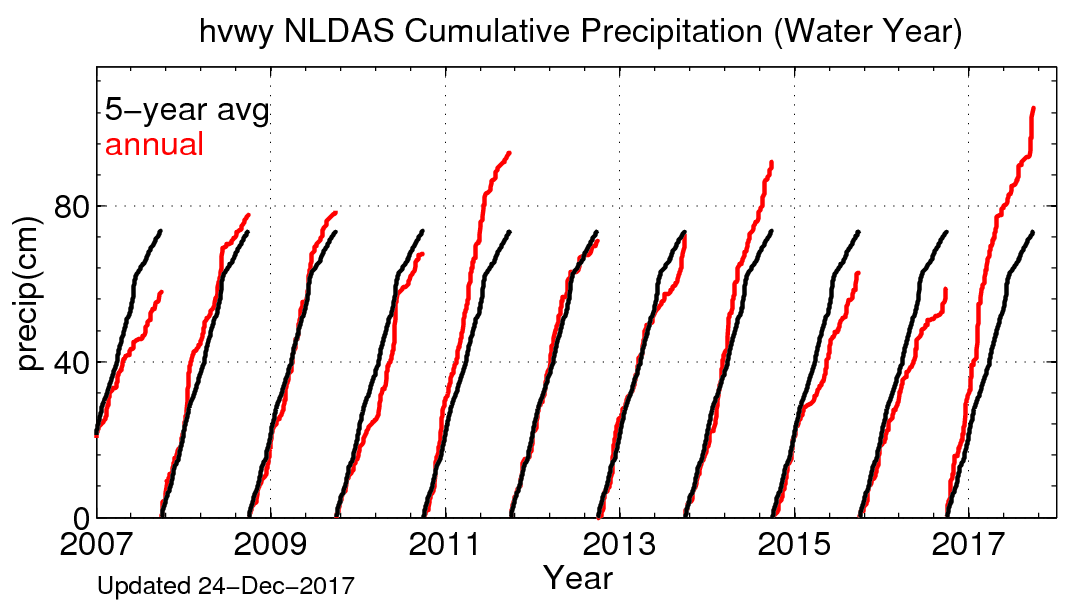 hvwy NLDAS Cumulative Precipitation (Water Year)
5−year avg
annual
precip(cm)
80
40
0
2007 2009 2011 2013 2015 2017
Year
Updated 24−Dec−2017